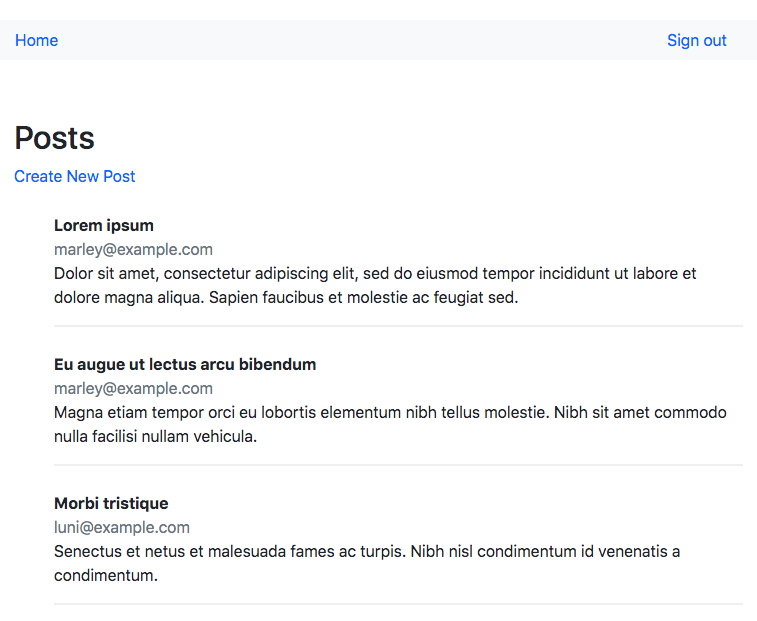 Home
Sign out
Posts
Create New Post
Lorem ipsum
marley@example.com
Dolor sit amet, consectetur adipiscing elit, sed do eiusmod tempor incididunt ut labore et
dolore magna aliqua. Sapien faucibus et molestie ac feugiat sed.
Eu augue ut lectus arcu bibendum
marley@example.com
Magna etiam tempor orci eu lobortis elementum nibh tellus molestie. Nibh sit amet commodo
nulla facilisi nullam vehicula.
Morbi tristique
luni@example.com
Senectus et netus et malesuada fames ac turpis. Nibh nisl condimentum id venenatis a
condimentum.